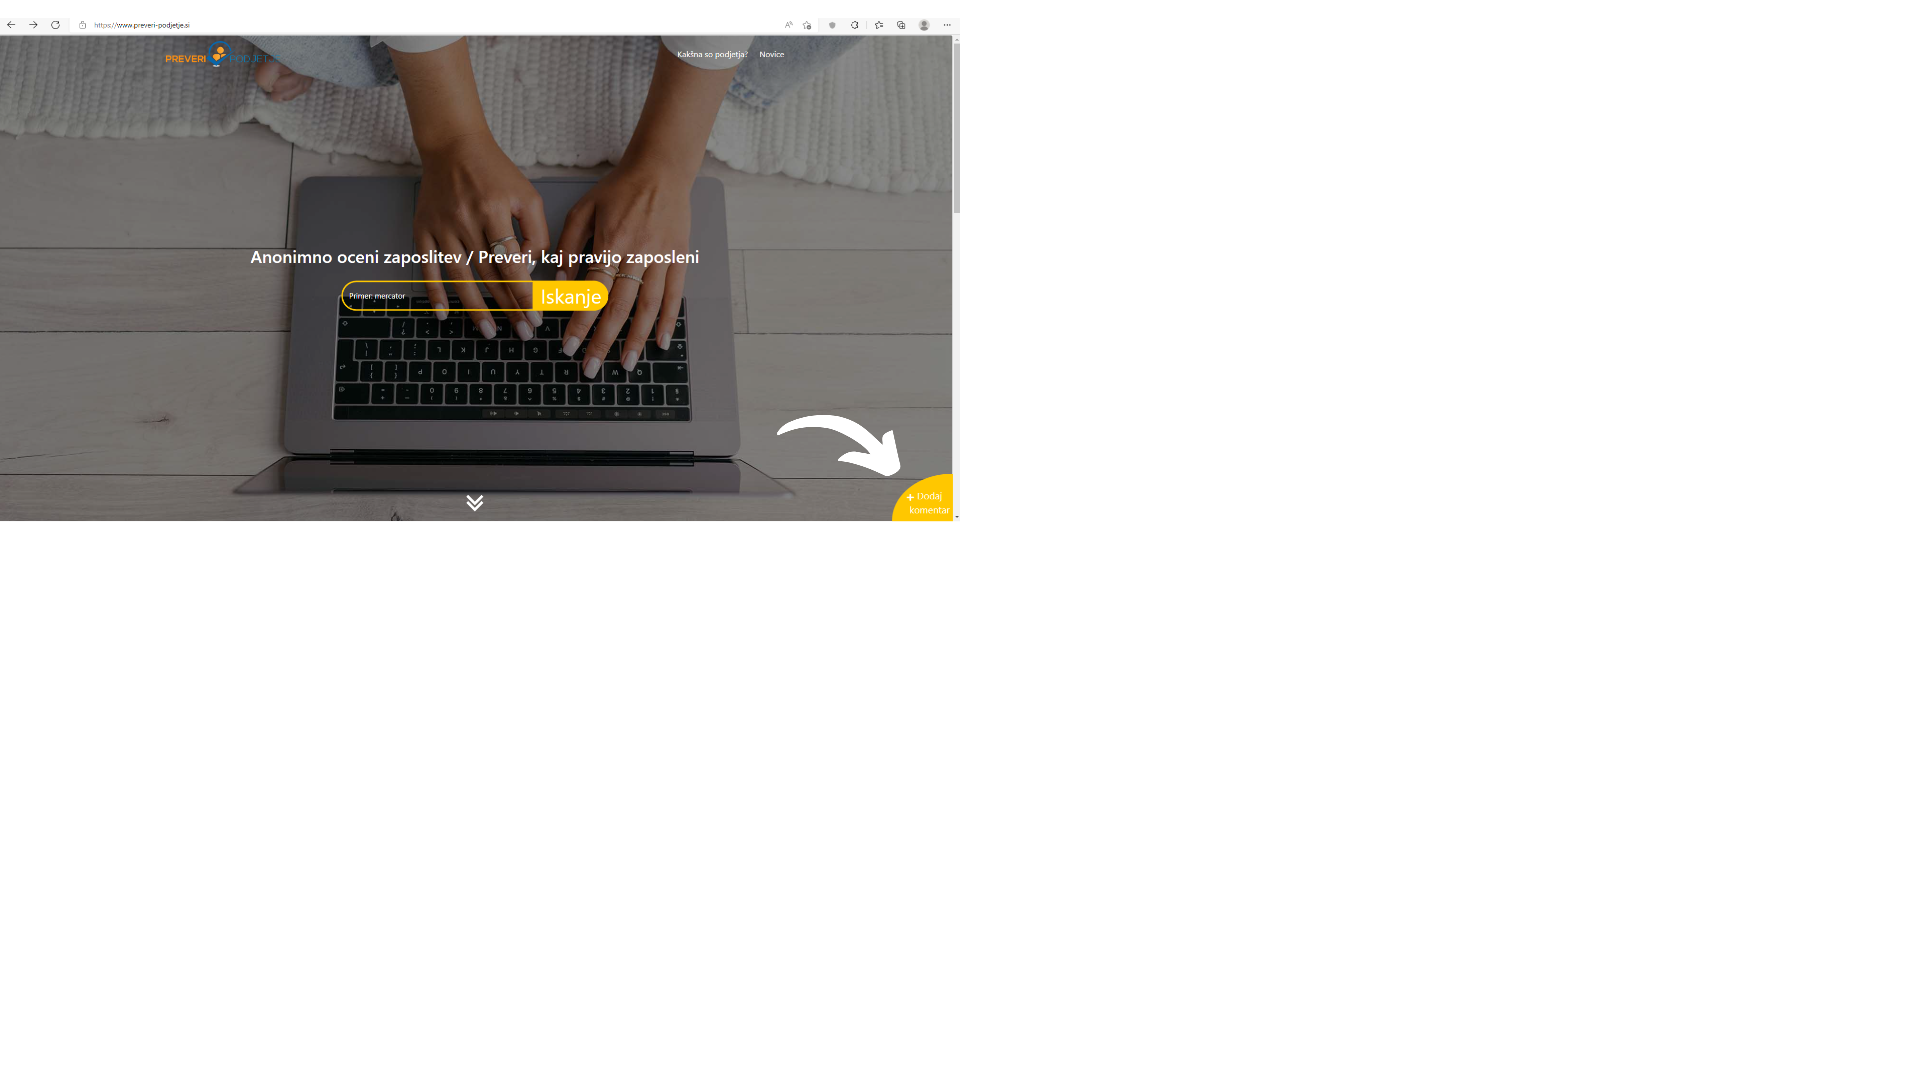 https://www.preveri-podjetje.si
PREVERI PODJET
Kakšna so podjetja?
Novice
Anonimno oceni zaposlitev / Preveri, kaj pravijo zaposleni
Primer: mercator
Iskanje
+ Dodaj
komentar